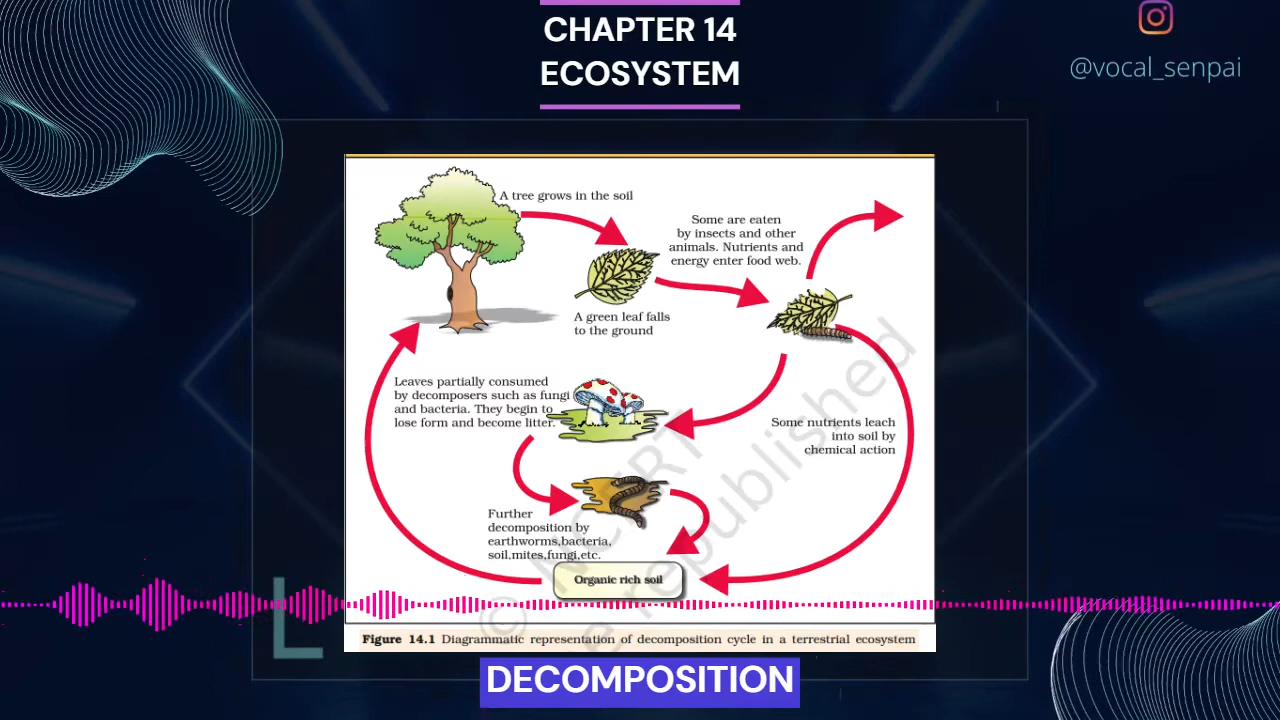 CHAPTER 14
ECOSYSTEM
@vocal_senpai
A tree grows in the soil
Some are eaten
by insects and other
animals. Nutrients and
energy enter food web.
A green leaf falls
to the ground
Leaves partially consumed
by decomposers such as fungi
and bacteria. They begin to
lose form and become litter.
Some nutrients leach
into soil by
chemical action
Further
decomposition by
earthworms,bacteria,
soil,mites,fungi,etc.
Organic rich soil
© NCERT
republished
Figure 14.1 Diagrammatic representation of decomposition cycle in a terrestrial ecosystem
DECOMPOSITION